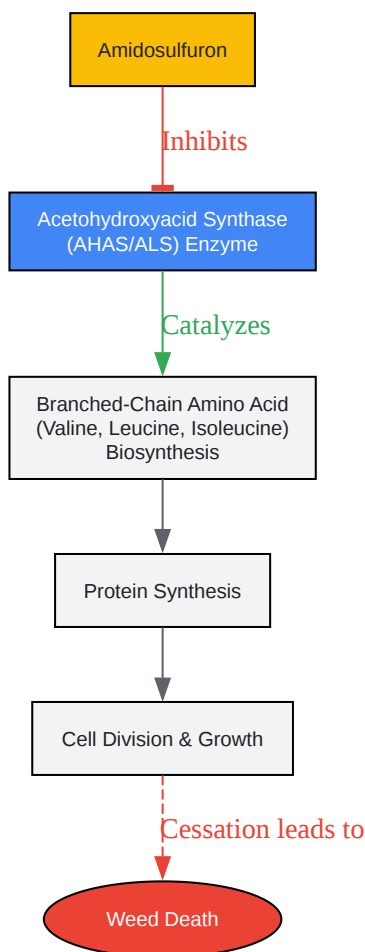 Amidosulfuron
Inhibits
Acetohydroxyacid Synthase
(AHAS/ALS) Enzyme
Catalyzes
Branched-Chain Amino Acid
(Valine, Leucine, Isoleucine)
Biosynthesis
Protein Synthesis
Cell Division & Growth
Cessation leads to
Weed Death